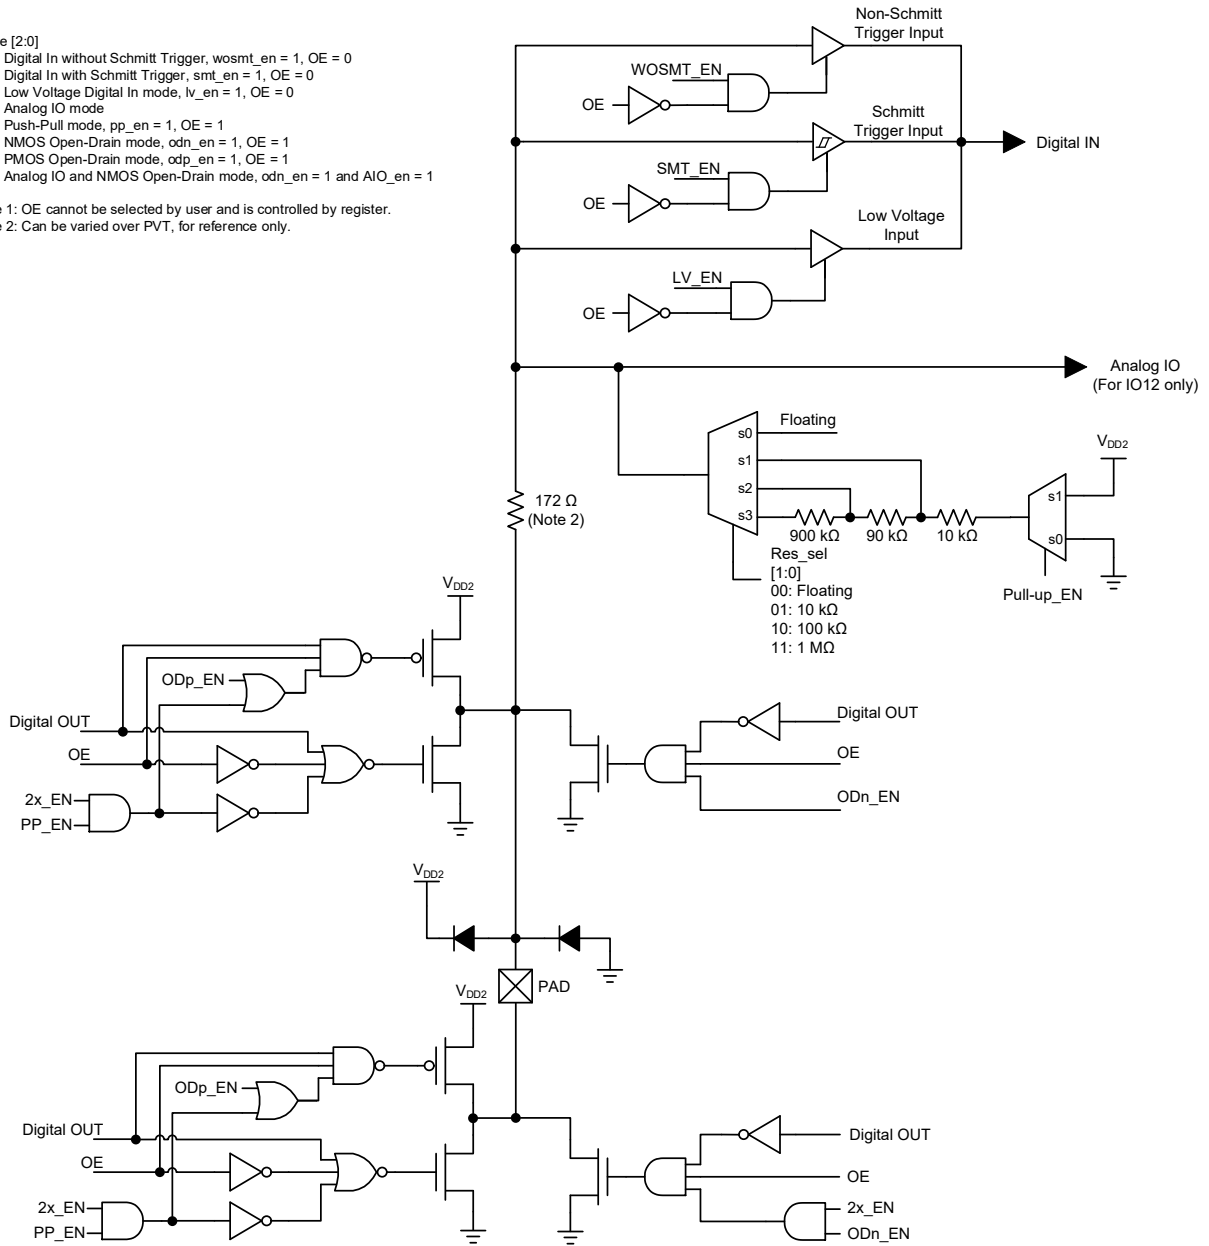 e [2:0]
Digital In without Schmitt Trigger, wosmt_en = 1, OE = 0
Digital In with Schmitt Trigger, smt_en = 1, OE = 0
Low Voltage Digital In mode, lv_en = 1, OE = 0
Analog IO mode
Push-Pull mode, pp_en = 1, OE = 1
NMOS Open-Drain mode, odn_en = 1, OE = 1
PMOS Open-Drain mode, odp_en = 1, OE = 1
Analog IO and NMOS Open-Drain mode, odn_en = 1 and AIO_en = 1
e 1: OE cannot be selected by user and is controlled by register.
e 2: Can be varied over PVT, for reference only.
Non-Schmitt
Trigger Input
WOSMT_EN
OE
Schmitt
Trigger Input
Digital IN
SMT_EN
OE
Low Voltage
Input
LV_EN
OE
Analog IO
(For IO12 only)
Floating
s0
s1
s2
s3
VDD2
s1
s0
172 Ω
(Note 2)
900 kΩ
90 kΩ
10 kΩ
Res_sel
[1:0]
00: Floating
01: 10 kΩ
10: 100 kΩ
11: 1 MΩ
Pull-up_EN
VDD2
ODp_EN
Digital OUT
OE
2x_EN
PP_EN
Digital OUT
OE
ODn_EN
VDD2
PAD
VDD2
ODp_EN
Digital OUT
OE
2x_EN
PP_EN
Digital OUT
OE
2x_EN
ODn_EN